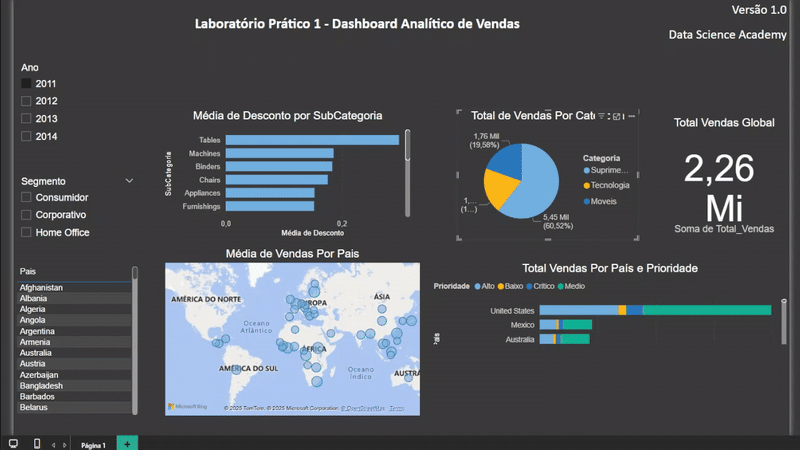 Versão 1.0
Laboratório Prático 1 - Dashboard Analítico de Vendas
Data Science Academy
Ano
2011
2012
2013
2014
Segmento
Consumidor
Corporativo
Home Office
Pais
Afghanistan
Albania
Algeria
Angola
Argentina
Armenia
Australia
Austria
Azerbaijan
Bangladesh
Barbados
Belarus
Média de Desconto por SubCategoria
SubCategoria
Tables
Machines
Binders
Chairs
Appliances
Furnishings
0,0
0,2
Média de Desconto
Total de Vendas Por Cate
1,76 Mil
(19,58%)
1,...
(1...)
5,45 Mil
(60,52%)
Categoria
Suprime...
Tecnologia
Moveis
Total Vendas Global
2,26
Mi
Soma de Total_Vendas
Média de Vendas Por Pais
AMÉRICA DO NORTE
EUROPA
ÁSIA
Oceano
Atlântico
ÁFRICA
AMÉRICA DO SUL
Oceano
Índico
AUSTRÁ
Microsoft Bing
© 2025 TomTom, © 2025 Microsoft Corporation, © OpenStreetMap Terms
Total Vendas Por País e Prioridade
Prioridade Alto Baixo Crítico Medio
País
United States
Mexico
Australia
Página 1
+